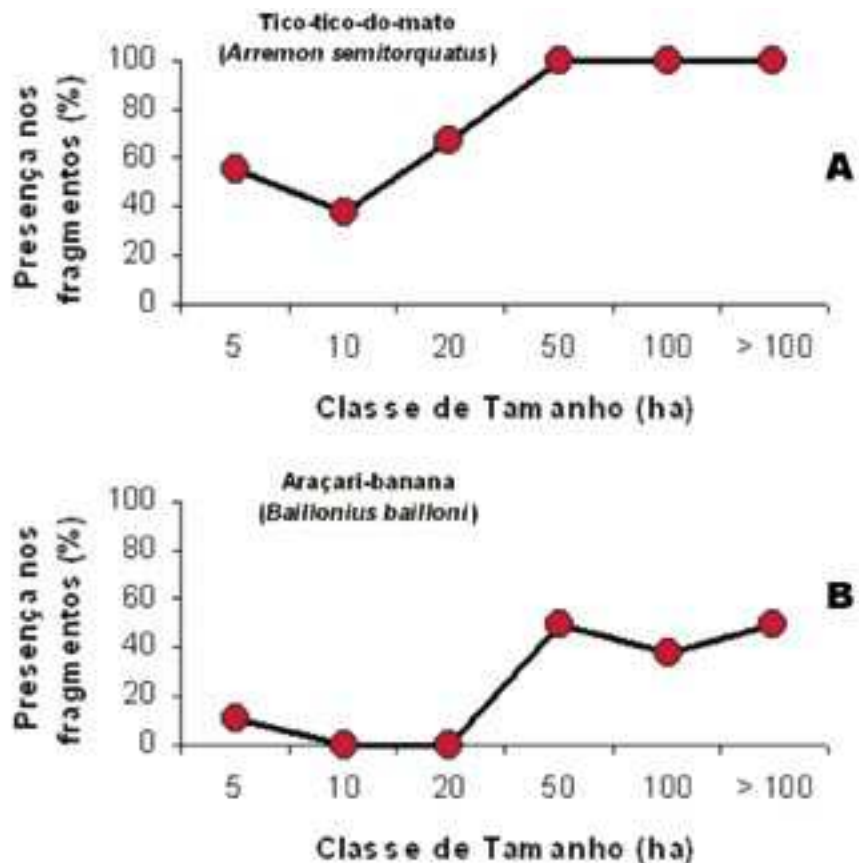 Tico-tico-do-mato
(Arremon semitorquatus)
Presença nos
fragmentos (%)
100
80
60
40
20
0
A
5 10 20 50 100 > 100
Classe de Tamanho (ha)
Araçari-banana
(Baillonius bailloni)
Presença nos
fragmentos (%)
100
80
60
40
20
0
B
5 10 20 50 100 > 100
Classe de Tamanho (ha)